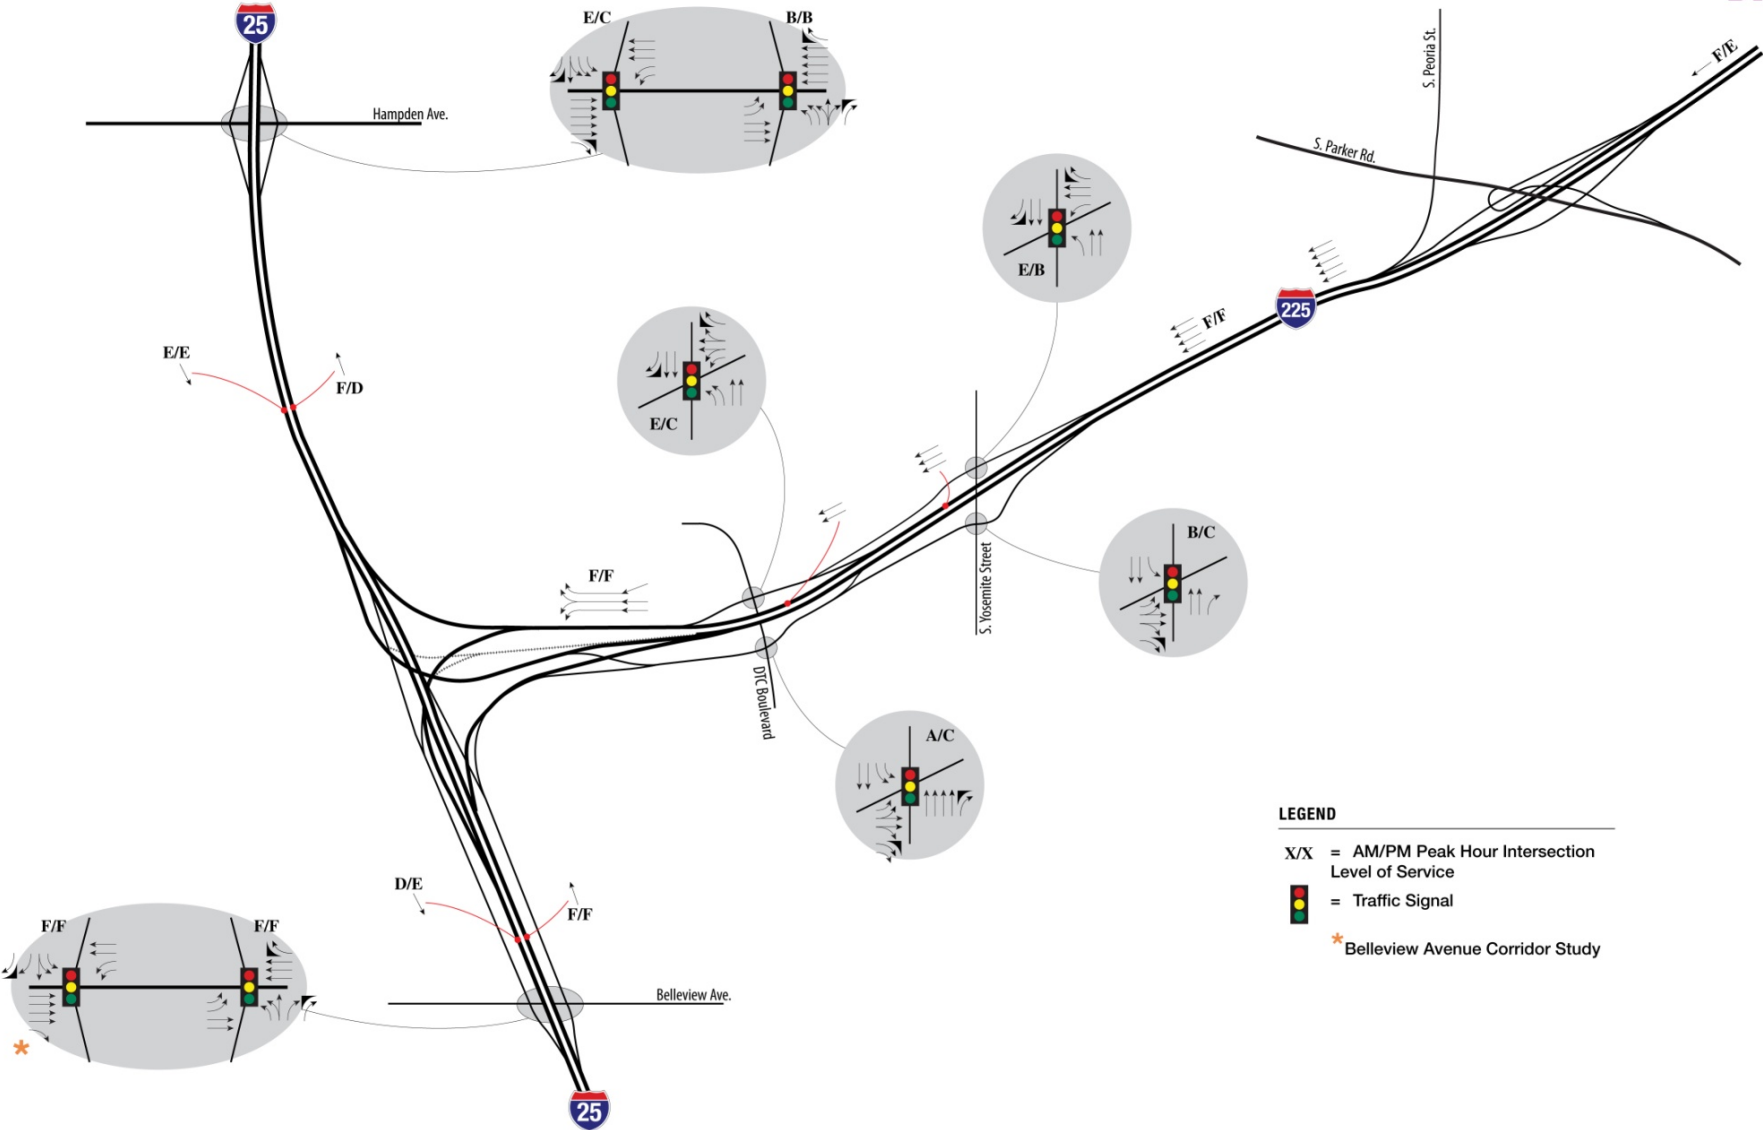 25
E/C
B/B
Hampden Ave.
S. Peoria St.
F/E
S. Parker Rd.
E/B
225
F/F
E/E
F/D
E/C
B/C
F/F
S. Yosemite Street
DTC Boulevard
A/C
D/E
F/F
F/F
F/F
Belleview Ave.
*
25
LEGEND
X/X = AM/PM Peak Hour Intersection
Level of Service
= Traffic Signal
* Belleview Avenue Corridor Study